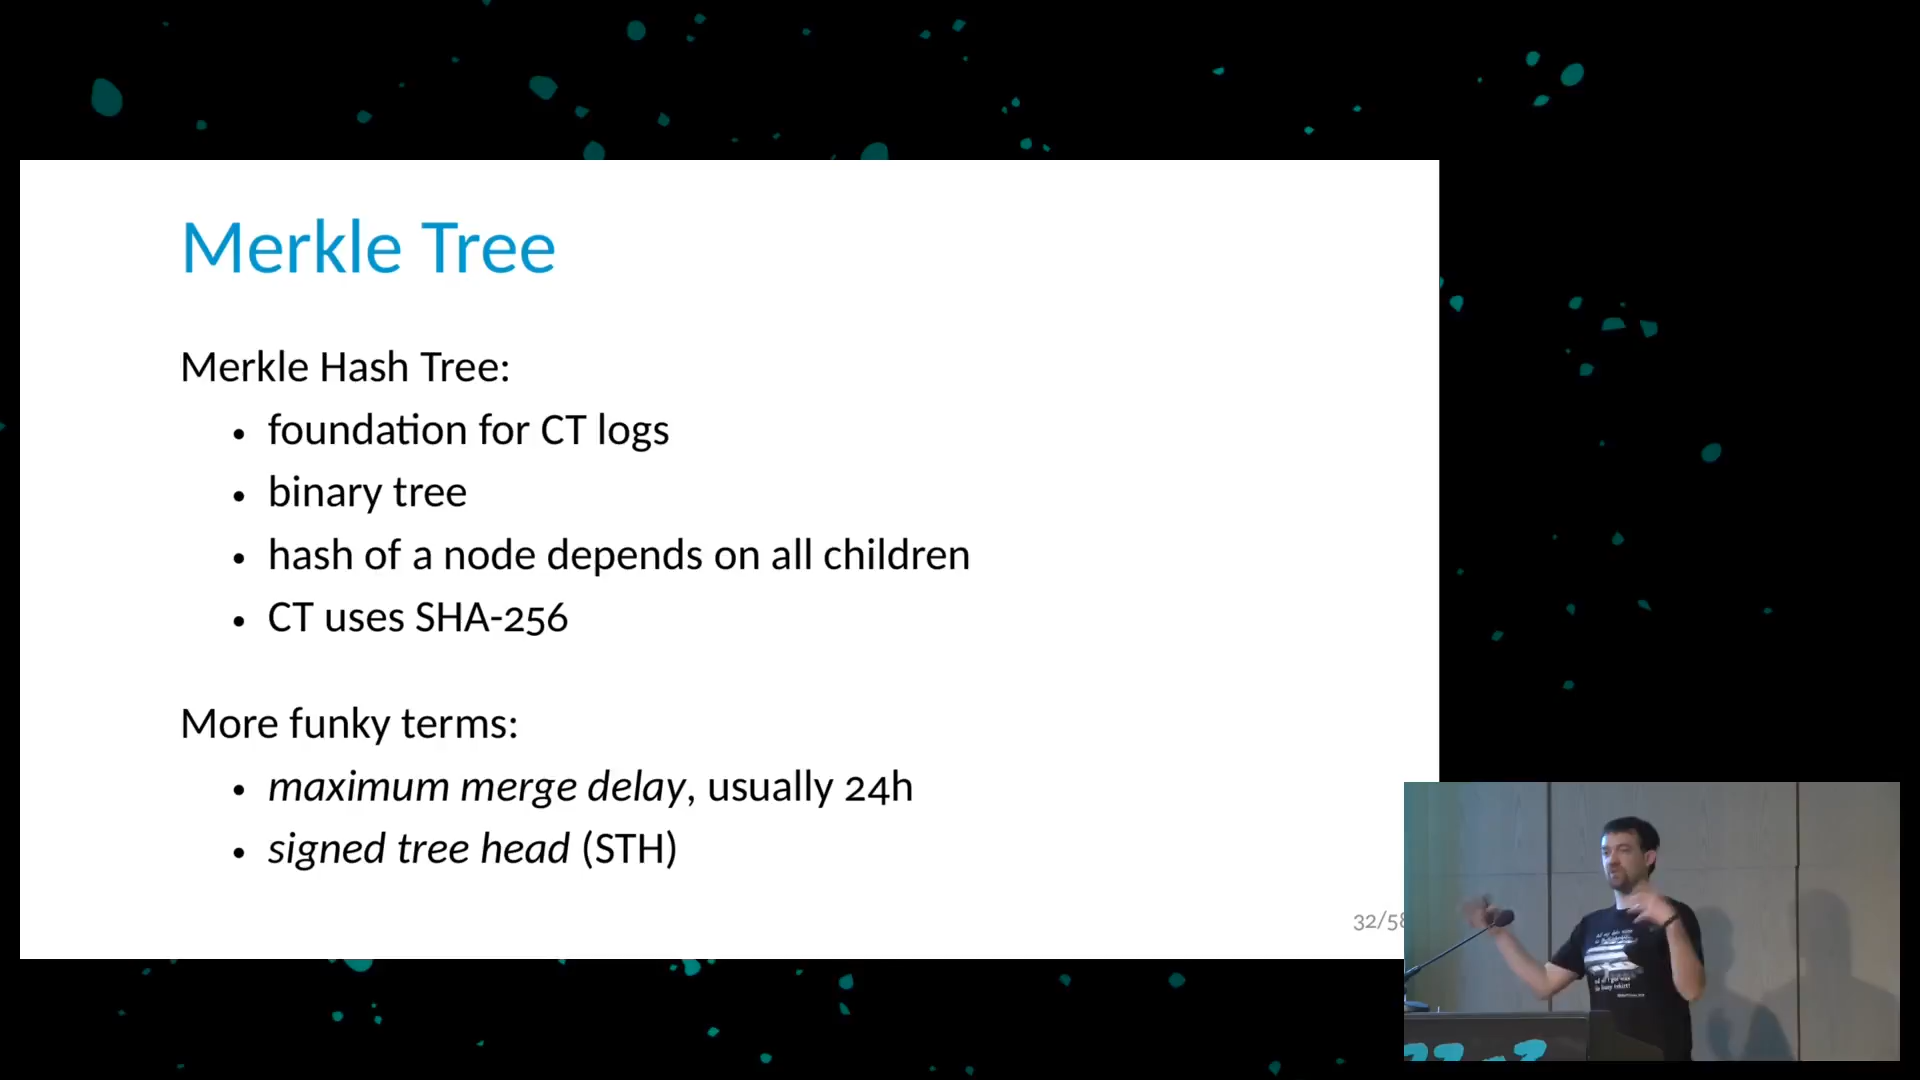 Merkle Tree
Merkle Hash Tree:
• foundation for CT logs
• binary tree
• hash of a node depends on all children
• CT uses SHA-256
More funky terms:
• maximum merge delay, usually 24h
• signed tree head (STH)
32/58